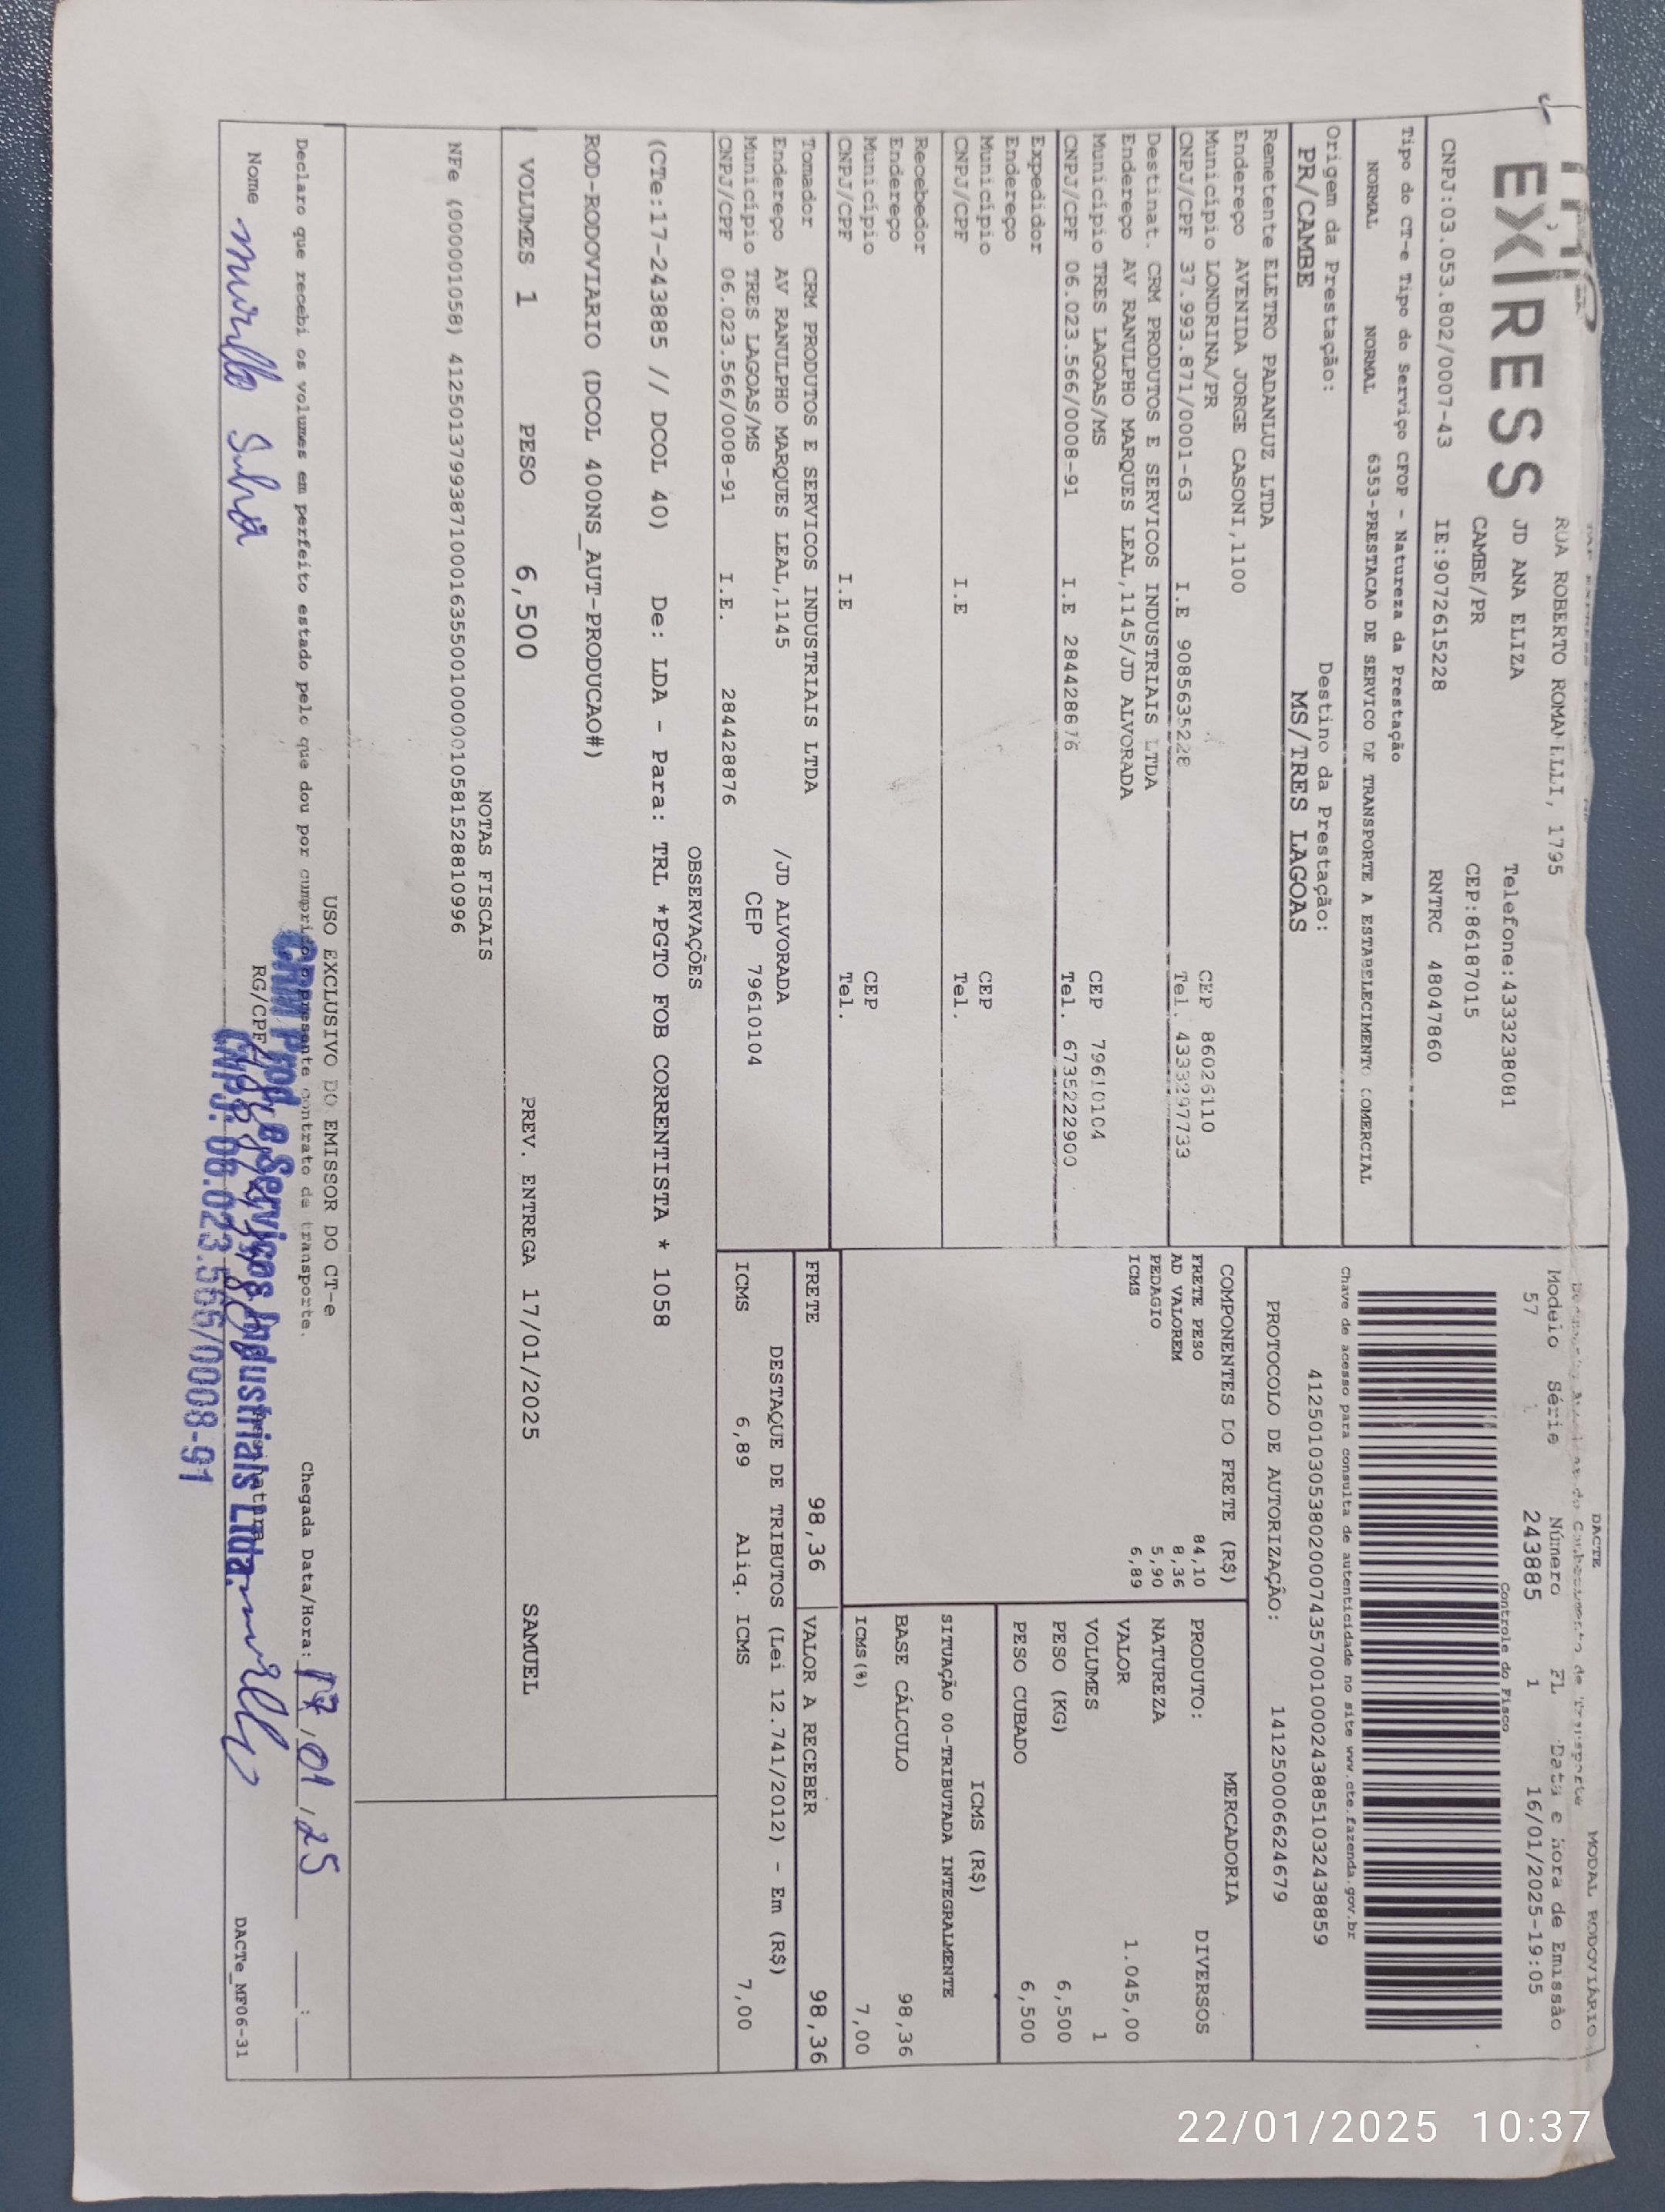 EXPRESS
RUA ROBERTO ROMANELLI, 1795
JD ANA ELIZA
Telefone:4333238081
CAMBE/PR
CEP:86187015
CNPJ:03.053.802/0007-43 IE:9072615228 RNTRC 48047860
DACTE
MODAL RODOVIÁRIO
Documento Auxiliar do Conhecimento de Transporte
Modelo Série Número FL Data e hora de Emissão
57 243885 1 16/01/2025-19:05
Controle do Fisco
Chave de acesso para consulta de autenticidade no site www.cte.fazenda.gov.br
41250103053802000743570010002438851032438859
PROTOCOLO DE AUTORIZAÇÃO: 141250006624679
Tipo do CT-e Tipo do Serviço CFOP - Natureza da Prestação
NORMAL NORMAL 6353-PRESTACAO DE SERVICO DE TRANSPORTE A ESTABELECIMENTO COMERCIAL
Origem da Prestação: Destino da Prestação:
PR/CAMBE MS/TRES LAGOAS
Remetente ELETRO PADANLUZ LTDA
Endereço AVENIDA JORGE CASONI,1100
Município LONDRINA/PR CEP 86026110
CNPJ/CPF 37.993.871/0001-63 I.E 9085635228 Tel. 4333297733
Destinat. CRM PRODUTOS E SERVICOS INDUSTRIAIS LTDA
Endereço AV RANULPHO MARQUES LEAL,1145/JD ALVORADA
Município TRES LAGOAS/MS CEP 79610104
CNPJ/CPF 06.023.566/0008-91 I.E 284428876 Tel. 6735222900
Expedidor
Endereço
Município CEP
CNPJ/CPF I.E Tel.
Recebedor
Endereço
Município CEP
CNPJ/CPF I.E Tel.
Tomador CRM PRODUTOS E SERVICOS INDUSTRIAIS LTDA
Endereço AV RANULPHO MARQUES LEAL,1145 /JD ALVORADA
Município TRES LAGOAS/MS CEP 79610104
CNPJ/CPF 06.023.566/0008-91 I.E. 284428876
COMPONENTES DO FRETE (R$)
FRETE PESO 84,10
AD VALOREM 8,36
PEDAGIO 5,90
ICMS 6,89
MERCADORIA
PRODUTO: DIVERSOS
NATUREZA
VALOR 1.045,00
VOLUMES 1
PESO (KG) 6,500
PESO CUBADO 6,500
ICMS (R$)
SITUAÇÃO 00-TRIBUTADA INTEGRALMENTE
BASE CÁLCULO 98,36
ICMS(%) 7,00
FRETE 98,36 VALOR A RECEBER 98,36
DESTAQUE DE TRIBUTOS (Lei 12.741/2012) - Em (R$)
ICMS 6,89 Aliq. ICMS 7,00
OBSERVAÇÕES
(CTe:17-243885 // DCOL 40) De: LDA - Para: TRL *PGTO FOB CORRENTISTA * 1058
ROD-RODOVIARIO (DCOL 400NS_AUT-PRODUCAO#)
VOLUMES 1 PESO 6,500 PREV. ENTREGA 17/01/2025 SAMUEL
NOTAS FISCAIS
NFe (000001058) 41250137993871000163550010000010581528810996
USO EXCLUSIVO DO EMISSOR DO CT-e
Declaro que recebi os volumes em perfeito estado pelo que dou por cumprido o presente contrato de transporte. Chegada Data/Hora: 17/01/25 __:__
Nome Murillo Silva RG/CPF Assinatura DACTe_MF06-31
CRM Prod. e Serviços Industriais Ltda.
CNPJ: 06.023.566/0008-91
22/01/2025 10:37